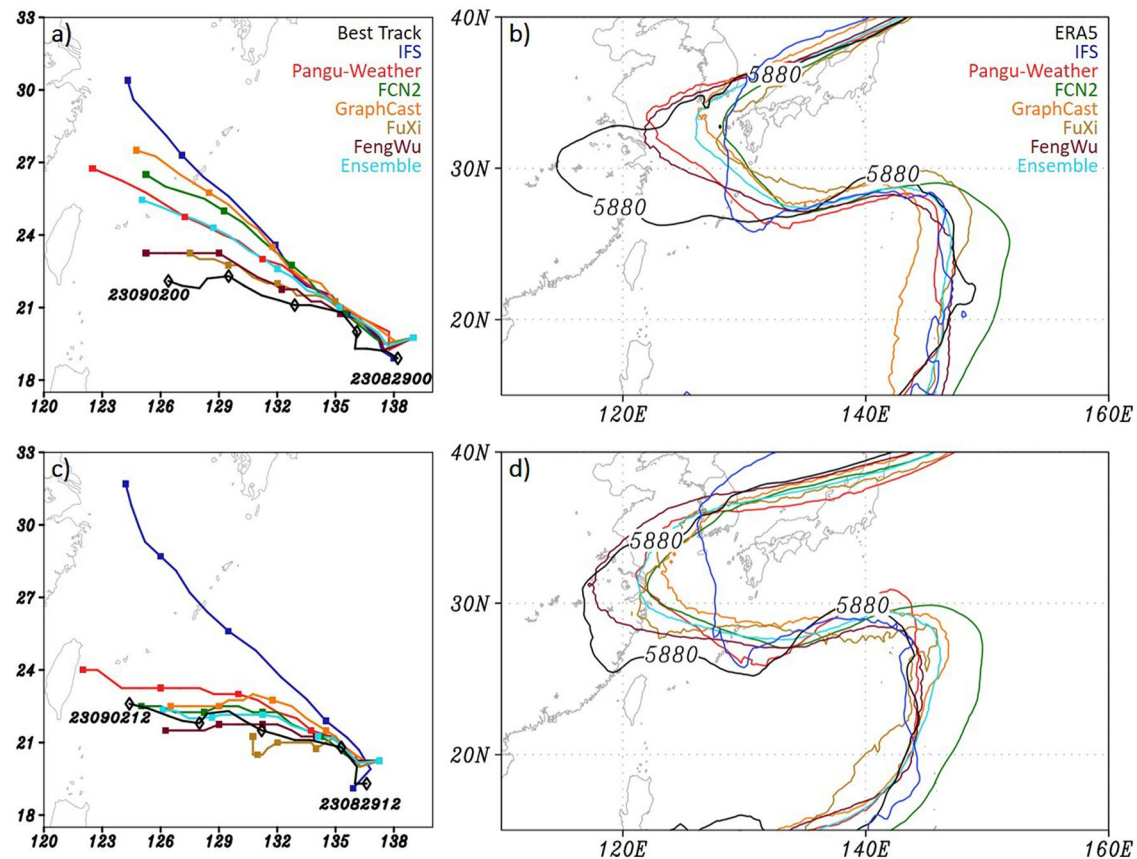 a)
Best Track
IFS
Pangu-Weather
FCN2
GraphCast
FuXi
FengWu
Ensemble
33
30
27
24
21
18
23090200
23082900
120 123 126 129 132 135 138
b)
ERA5
IFS
Pangu-Weather
FCN2
GraphCast
FuXi
FengWu
Ensemble
40N
30N
20N
5880
5880
5880
120E 140E 160E
c)
33
30
27
24
21
18
23090212
23082912
120 123 126 129 132 135 138
d)
40N
30N
20N
5880
5880
5880
120E 140E 160E